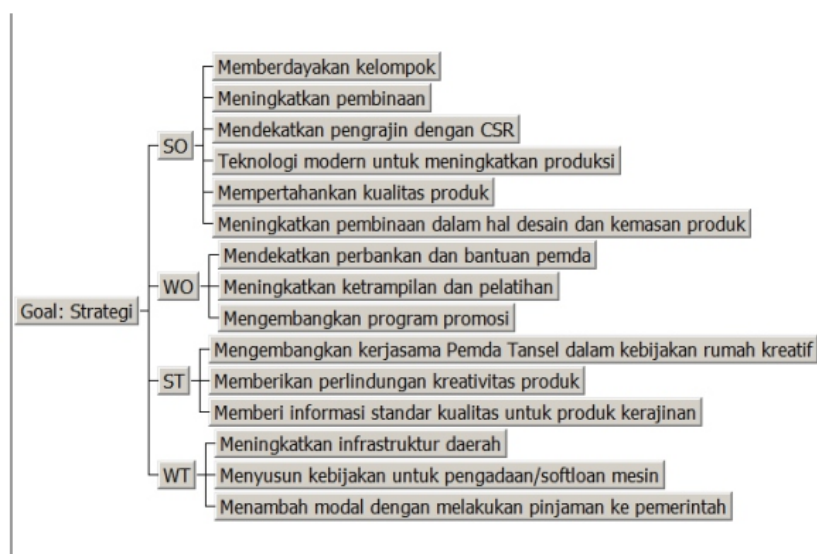 Memberdayakan kelompok
Meningkatkan pembinaan
Mendekatkan pengrajin dengan CSR
SO
Teknologi modern untuk meningkatkan produksi
Mempertahankan kualitas produk
Meningkatkan pembinaan dalam hal desain dan kemasan produk
Mendekatkan perbankan dan bantuan pemda
WO
Meningkatkan ketrampilan dan pelatihan
Mengembangkan program promosi
Goal: Strategi
Mengembangkan kerjasama Pemda Tansel dalam kebijakan rumah kreatif
ST
Memberikan perlindungan kreativitas produk
Memberi informasi standar kualitas untuk produk kerajinan
Meningkatkan infrastruktur daerah
WT
Menyusun kebijakan untuk pengadaan/softloan mesin
Menambah modal dengan melakukan pinjaman ke pemerintah